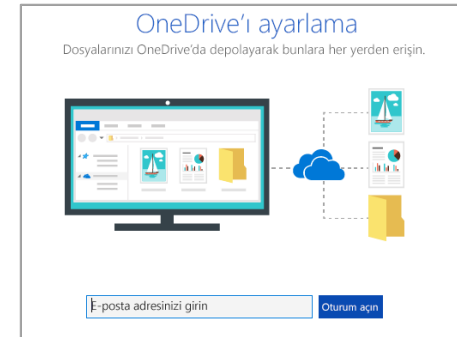 OneDrive'ı ayarlama
Dosyalarınızı OneDrive'da depolayarak bunlara her yerden erişin.
E-posta adresinizi girin
Oturum açın